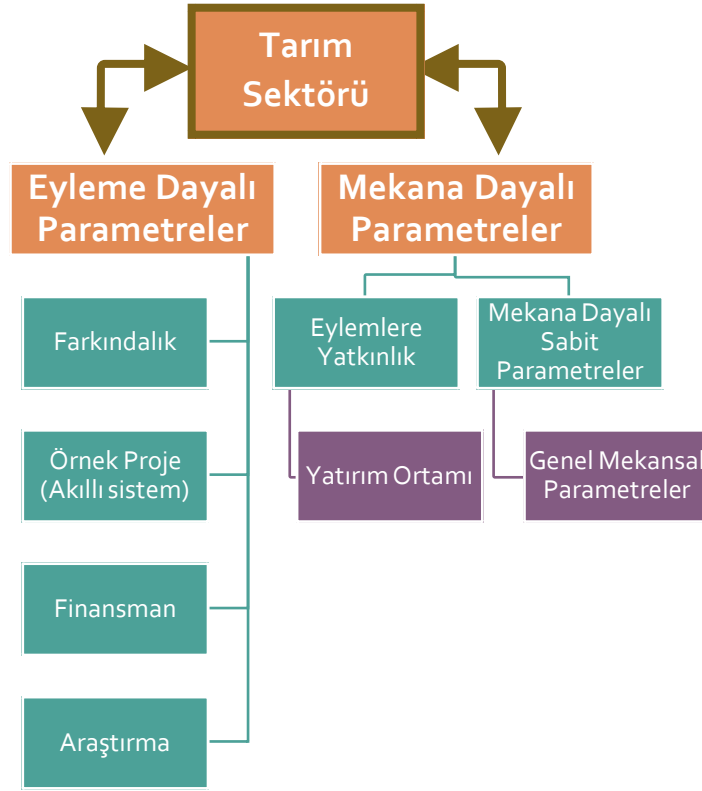 Tarım
Sektörü
Eyleme Dayalı
Parametreler
Mekana Dayalı
Parametreler
Farkındalık
Örnek Proje
(Akıllı sistem)
Finansman
Araştırma
Eylemlere
Yatkınlık
Mekana Dayalı
Sabit
Parametreler
Yatırım Ortamı
Genel Mekansal
Parametreler